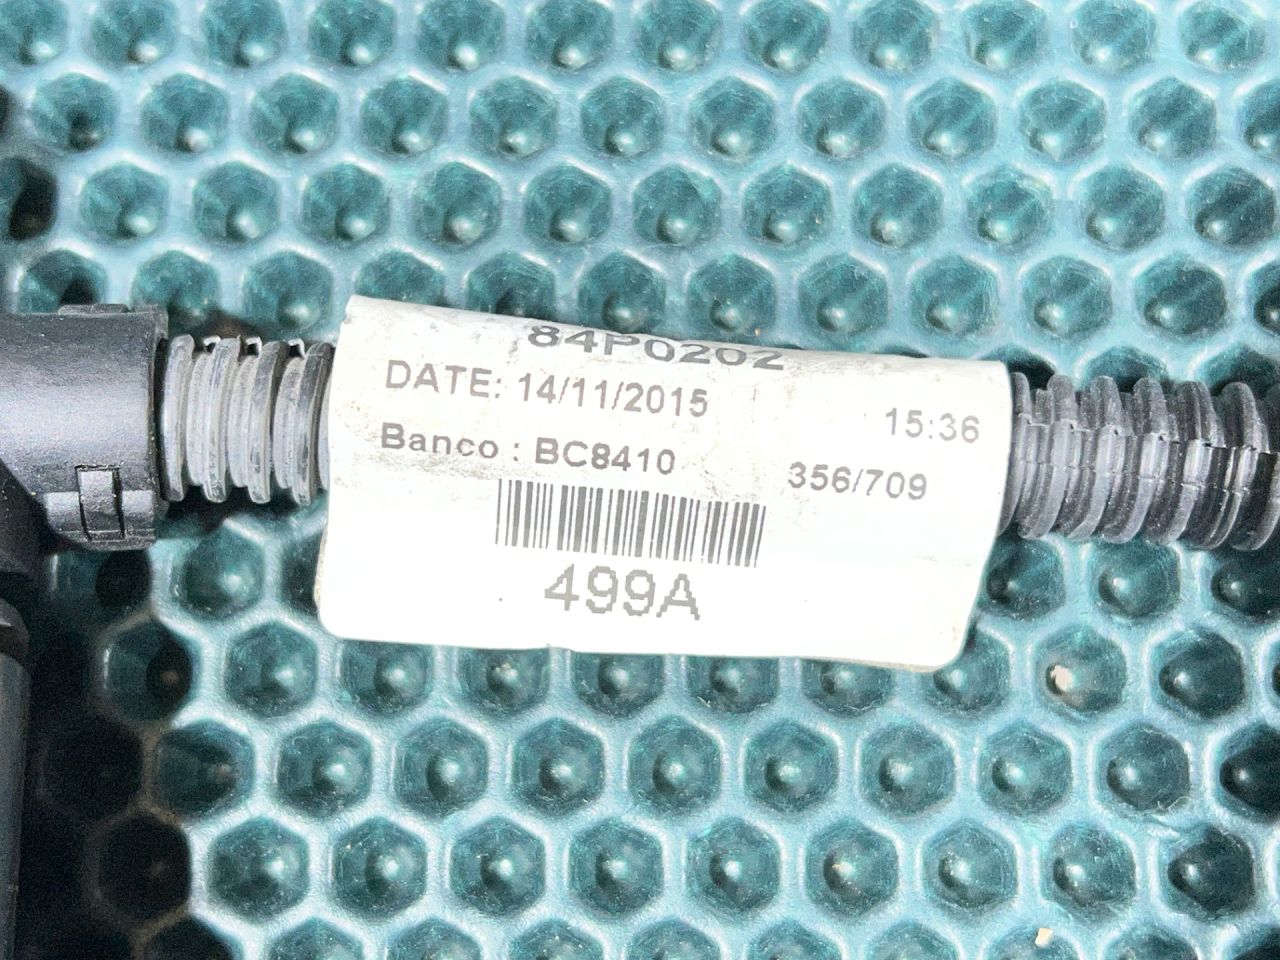 84P0202
DATE: 14/11/2015 15:36
Banco : BC8410 356/709
499A